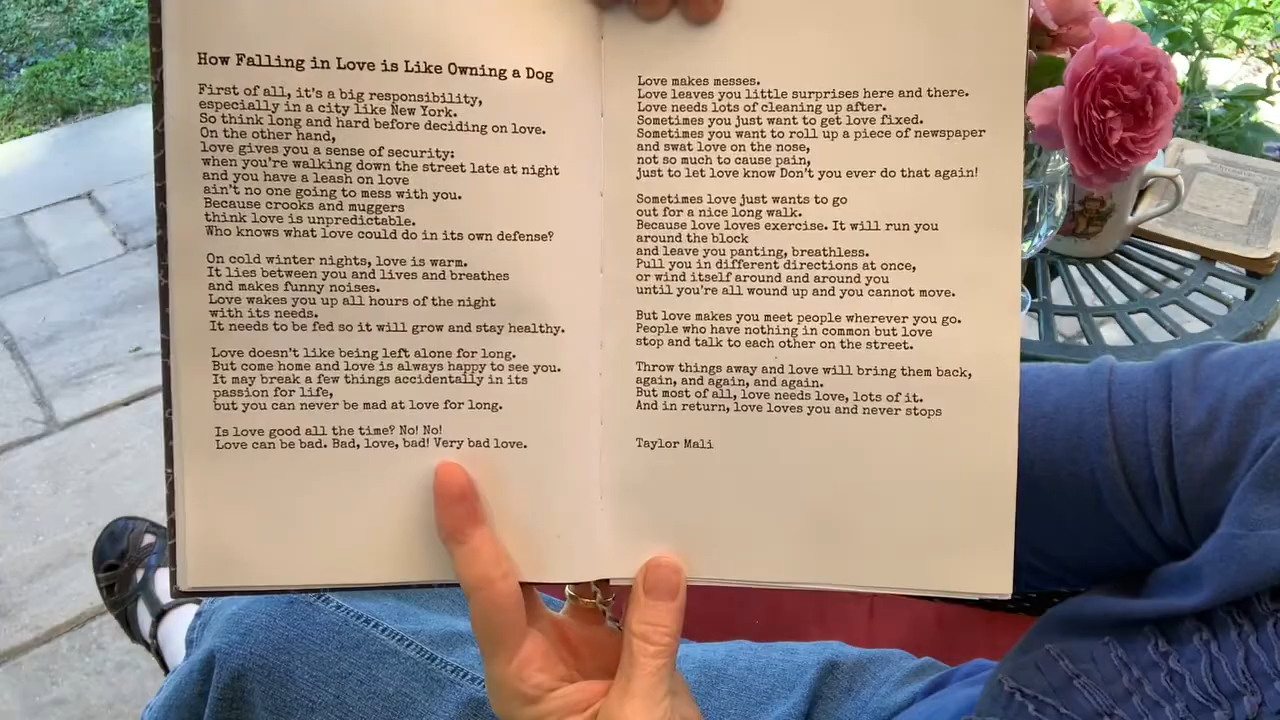 How Falling in Love is Like Owning a Dog
First of all, it's a big responsibility,
especially in a city like New York.
So think long and hard before deciding on love.
On the other hand,
love gives you a sense of security:
when you're walking down the street late at night
and you have a leash on love
ain't no one going to mess with you.
Because crooks and muggers
think love is unpredictable.
Who knows what love could do in its own defense?
On cold winter nights, love is warm.
It lies between you and lives and breathes
and makes funny noises.
Love wakes you up all hours of the night
with its needs.
It needs to be fed so it will grow and stay healthy.
Love doesn't like being left alone for long.
But come home and love is always happy to see you.
It may break a few things accidentally in its
passion for life,
but you can never be mad at love for long.
Is love good all the time? No! No!
Love can be bad. Bad, love, bad! Very bad love.
Love makes messes.
Love leaves you little surprises here and there.
Love needs lots of cleaning up after.
Sometimes you just want to get love fixed.
Sometimes you want to roll up a piece of newspaper
and swat love on the nose,
not so much to cause pain,
just to let love know Don't you ever do that again!
Sometimes love just wants to go
out for a nice long walk.
Because love loves exercise. It will run you
around the block
and leave you panting, breathless.
Pull you in different directions at once,
or wind itself around and around you
until you're all wound up and you cannot move.
But love makes you meet people wherever you go.
People who have nothing in common but love
stop and talk to each other on the street.
Throw things away and love will bring them back,
again, and again, and again.
But most of all, love needs love, lots of it.
And in return, love loves you and never stops
Taylor Mali